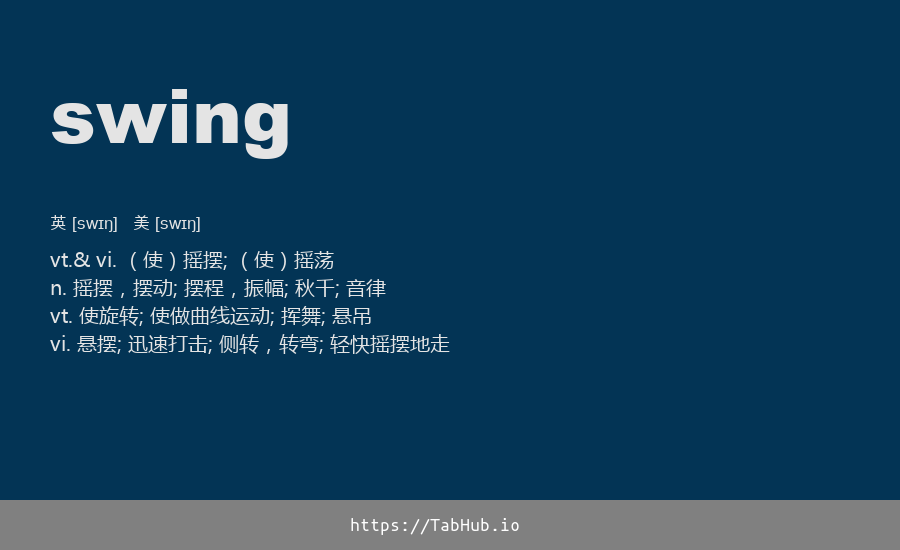 swing
英 [swɪŋ] 美 [swɪŋ]
vt.& vi. （使）摇摆; （使）摇荡
n. 摇摆，摆动; 摆程，振幅; 秋千; 音律
vt. 使旋转; 使做曲线运动; 挥舞; 悬吊
vi. 悬摆; 迅速打击; 侧转，转弯; 轻快摇摆地走
https://TabHub.io